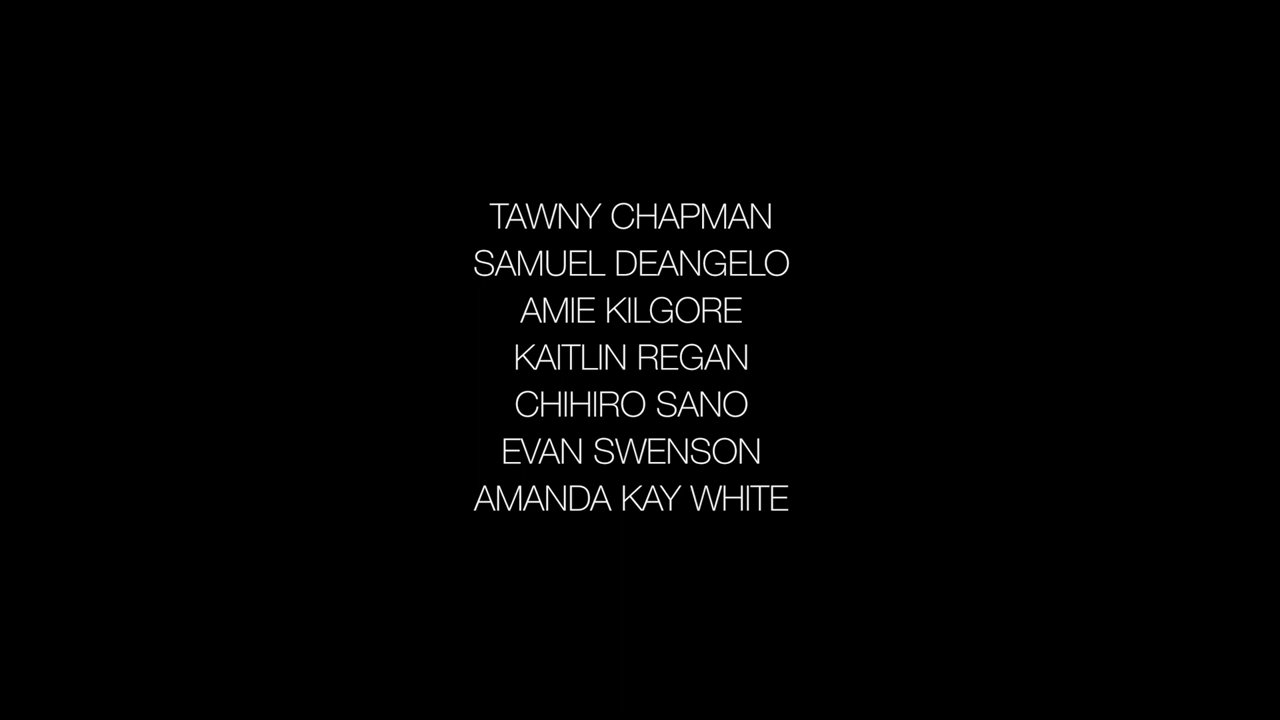 TAWNY CHAPMAN
SAMUEL DEANGELO
AMIE KILGORE
KAITLIN REGAN
CHIHIRO SANO
EVAN SWENSON
AMANDA KAY WHITE